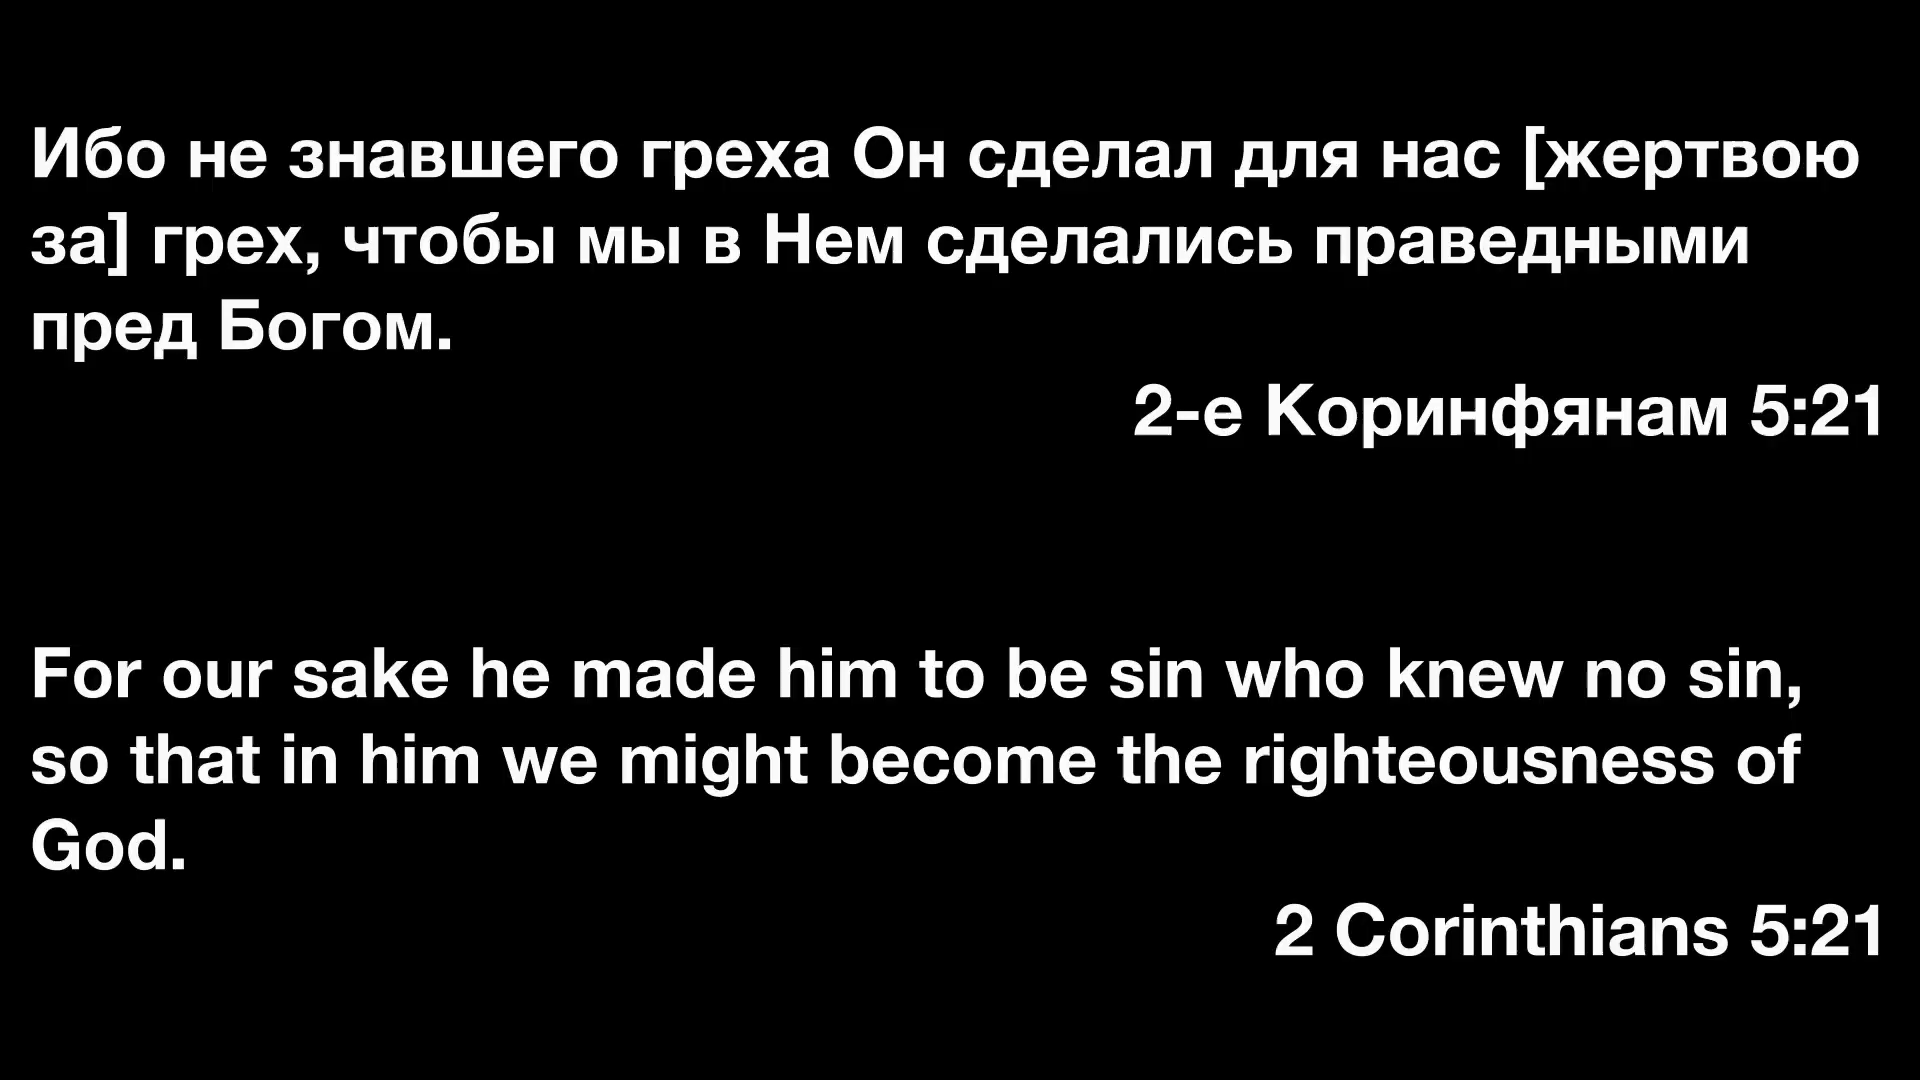 Ибо не знавшего греха Он сделал для нас [жертвою
за] грех, чтобы мы в Нем сделались праведными
пред Богом.
2-е Коринфянам 5:21
For our sake he made him to be sin who knew no sin,
so that in him we might become the righteousness of
God.
2 Corinthians 5:21